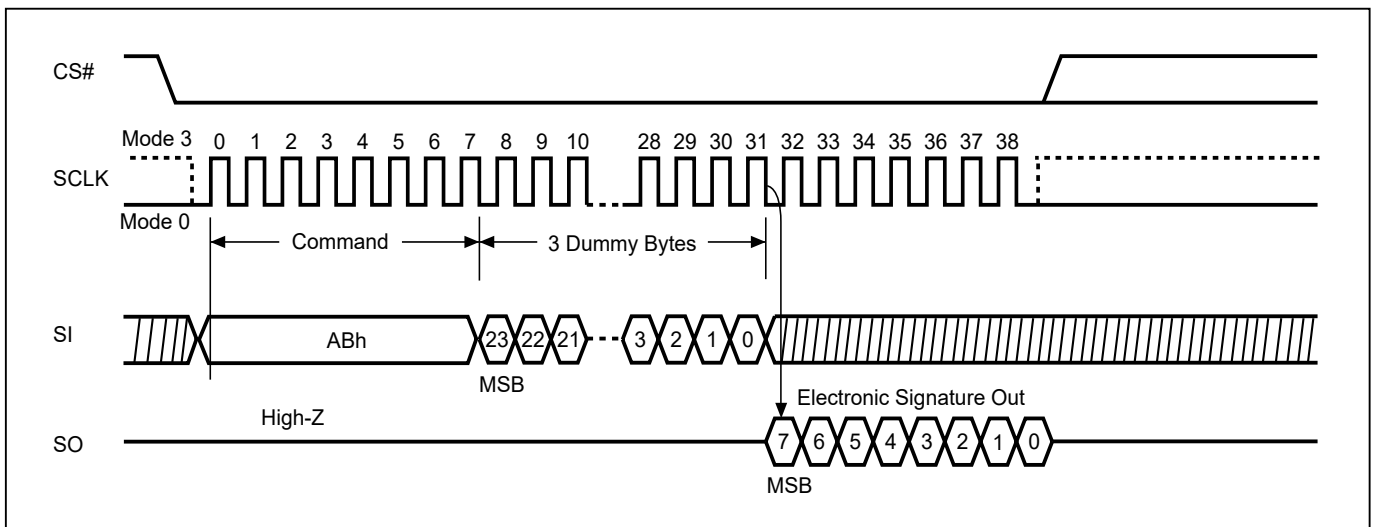 CS#
Mode 3 0 1 2 3 4 5 6 7 8 9 10 28 29 30 31 32 33 34 35 36 37 38
SCLK
Mode 0
Command 3 Dummy Bytes
SI ABh 23 22 21 3 2 1 0
MSB
Electronic Signature Out
High-Z
SO 7 6 5 4 3 2 1 0
MSB